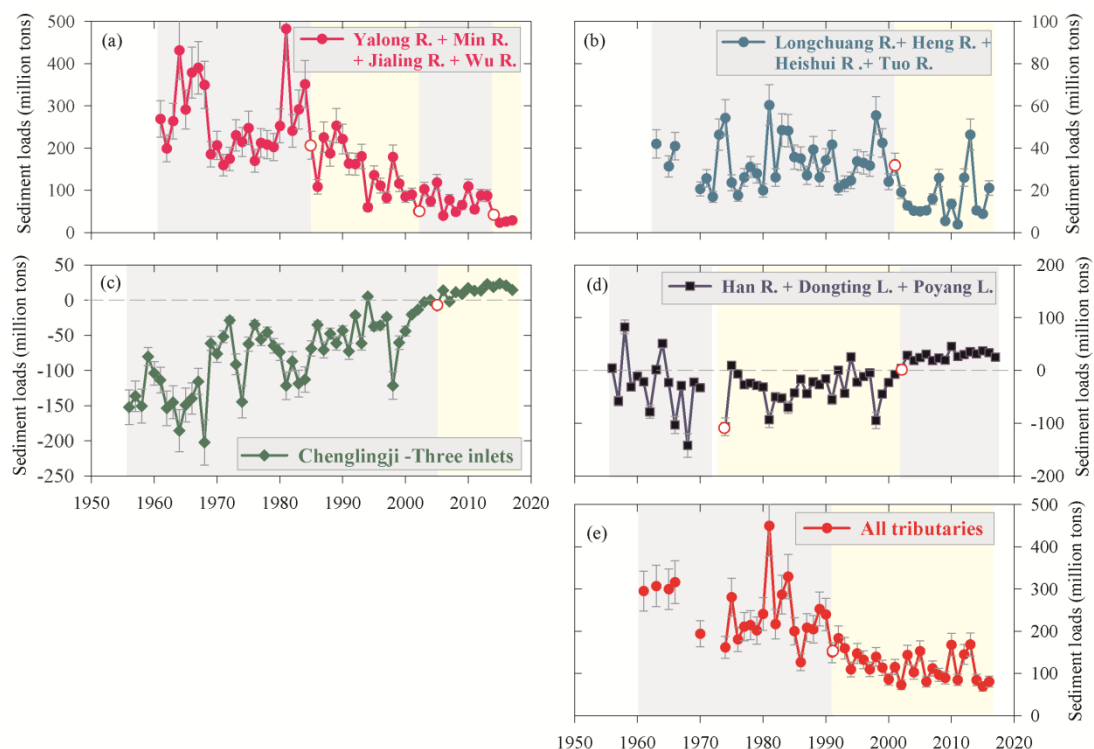 500
400
300
200
100
0
Sediment loads (million tons)
(a)
Yalong R. + Min R.
+ Jialing R. + Wu R.
(b)
Longchuang R.+ Heng R. +
Heishui R .+ Tuo R.
100
80
60
40
20
0
Sediment loads (million tons)
50
0
-50
-100
-150
-200
-250
Sediment loads (million tons)
(c)
Chenglingji -Three inlets
1950 1960 1970 1980 1990 2000 2010 2020
(d)
Han R. + Dongting L. + Poyang L.
200
100
0
-100
-200
Sediment loads (million tons)
(e)
All tributaries
500
400
300
200
100
0
Sediment loads (million tons)
1950 1960 1970 1980 1990 2000 2010 2020